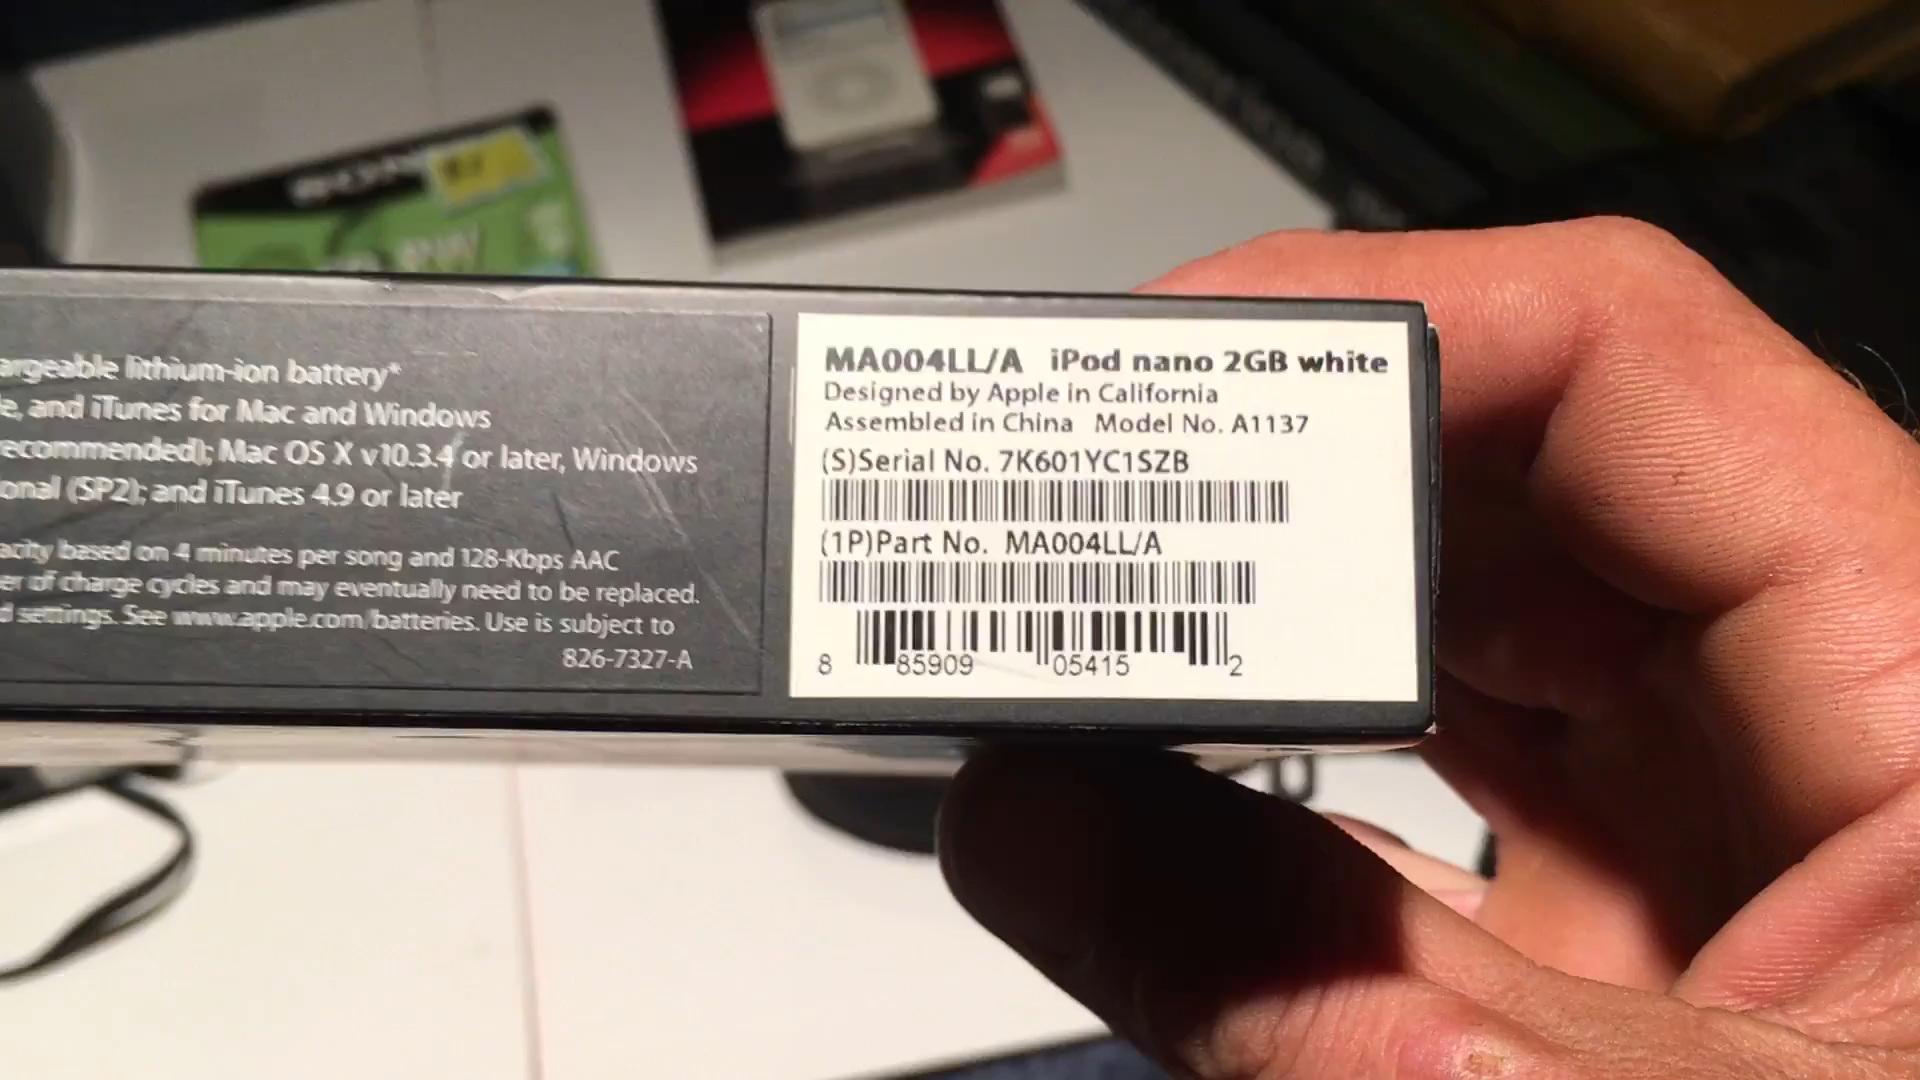 SONY
argeable lithium-ion battery*
e, and iTunes for Mac and Windows
ecommended); Mac OS X v10.3.4 or later, Windows
onal (SP2); and iTunes 4.9 or later
acity based on 4 minutes per song and 128-Kbps AAC
er of charge cycles and may eventually need to be replaced.
d settings. See www.apple.com/batteries. Use is subject to
826-7327-A
MA004LL/A iPod nano 2GB white
Designed by Apple in California
Assembled in China Model No. A1137
(S)Serial No. 7K601YC1SZB
(1P)Part No. MA004LL/A
8 85909 05415 2